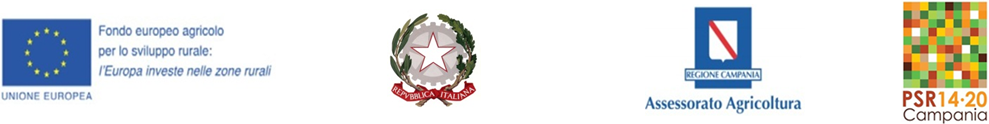 Fondo europeo agricolo
per lo sviluppo rurale:
l'Europa investe nelle zone rurali
UNIONE EUROPEA
REPVBBLICA ITALIANA
REGIONE CAMPANIA
Assessorato Agricoltura
PSR14·20
Campania